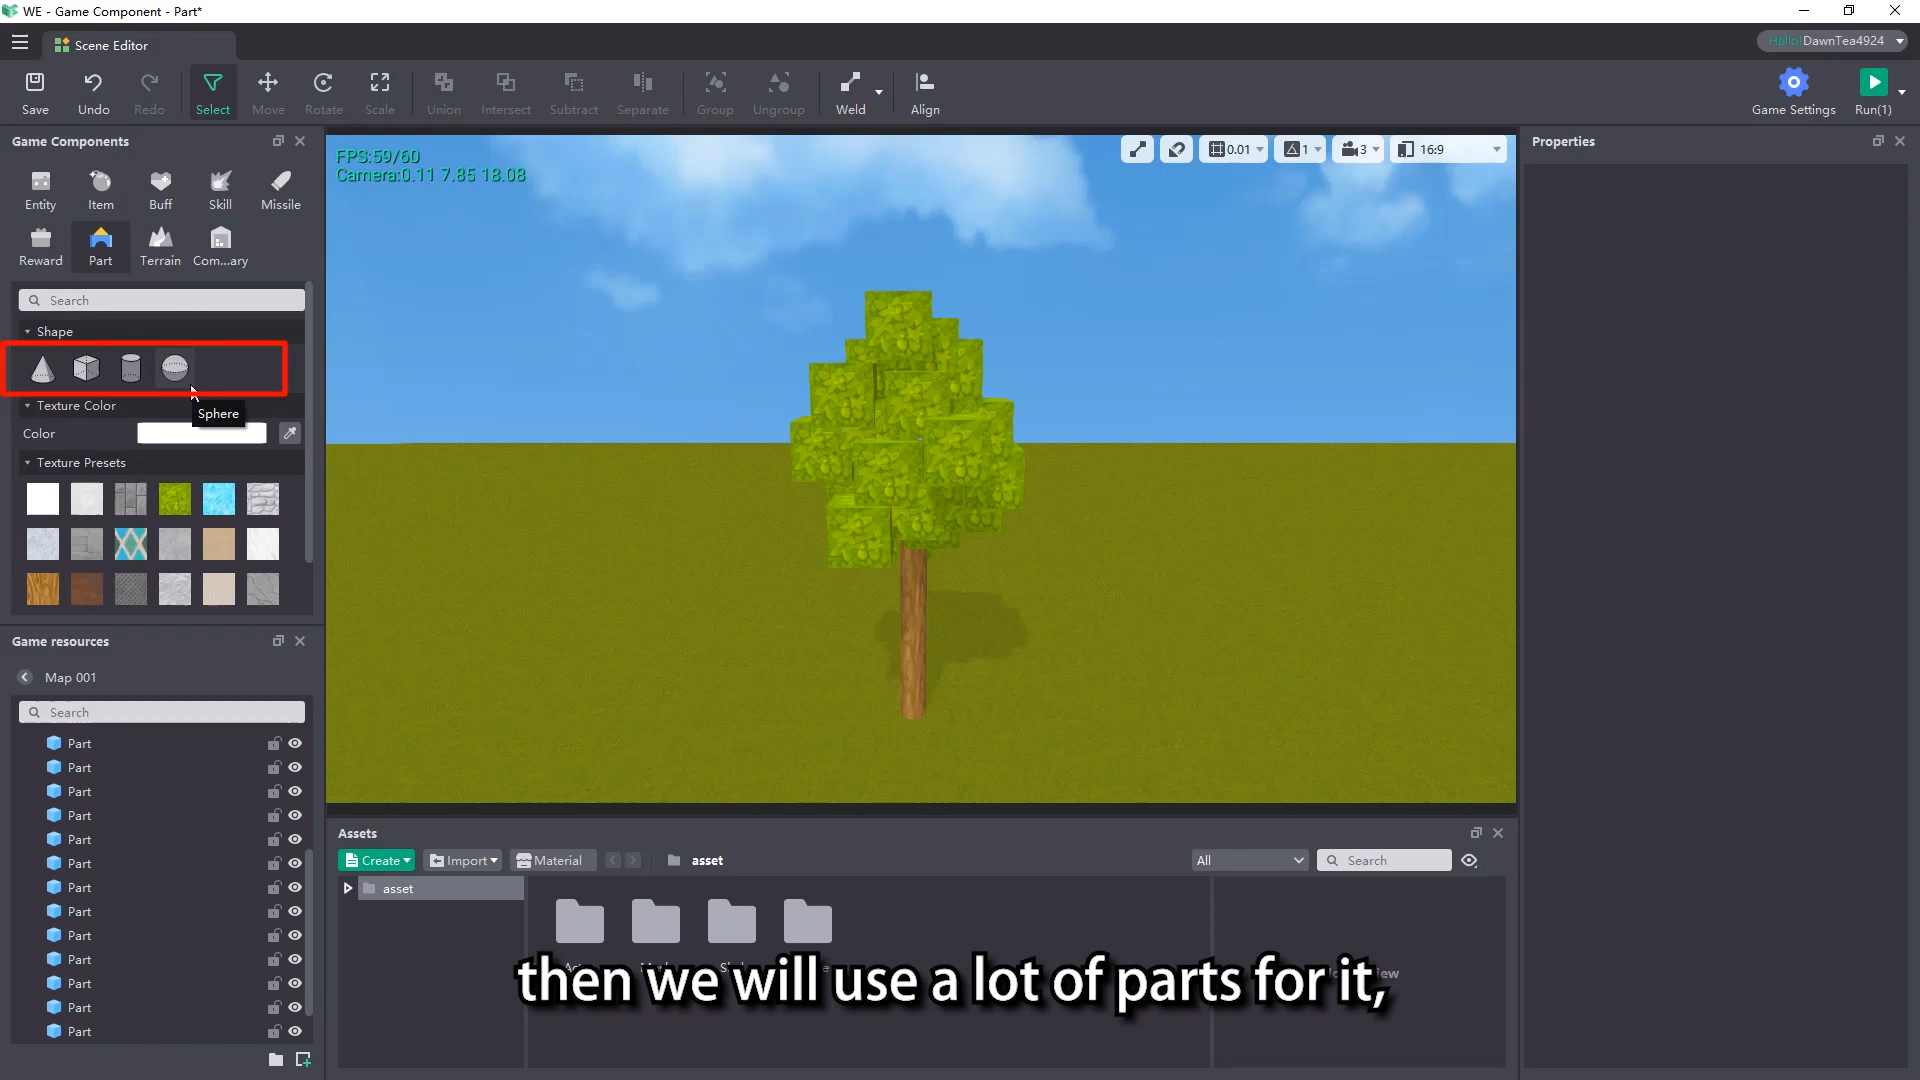 WE - Game Component - Part*
Scene Editor
Hello! DawnTea4924
Save
Undo
Redo
Select
Move
Rotate
Scale
Union
Intersect
Subtract
Separate
Group
Ungroup
Weld
Align
Game Settings
Run(1)
Game Components
Entity
Item
Buff
Skill
Missile
Reward
Part
Terrain
Com...ary
Search
Shape
Sphere
Texture Color
Color
Texture Presets
FPS:59/60
Camera:0.11 7.85 18.08
0.01
1
3
16:9
Properties
Game resources
Map 001
Search
Part
Part
Part
Part
Part
Part
Part
Part
Part
Part
Part
Part
Part
Assets
Create
Import
Material
asset
All
Search
asset
then we will use a lot of parts for it,